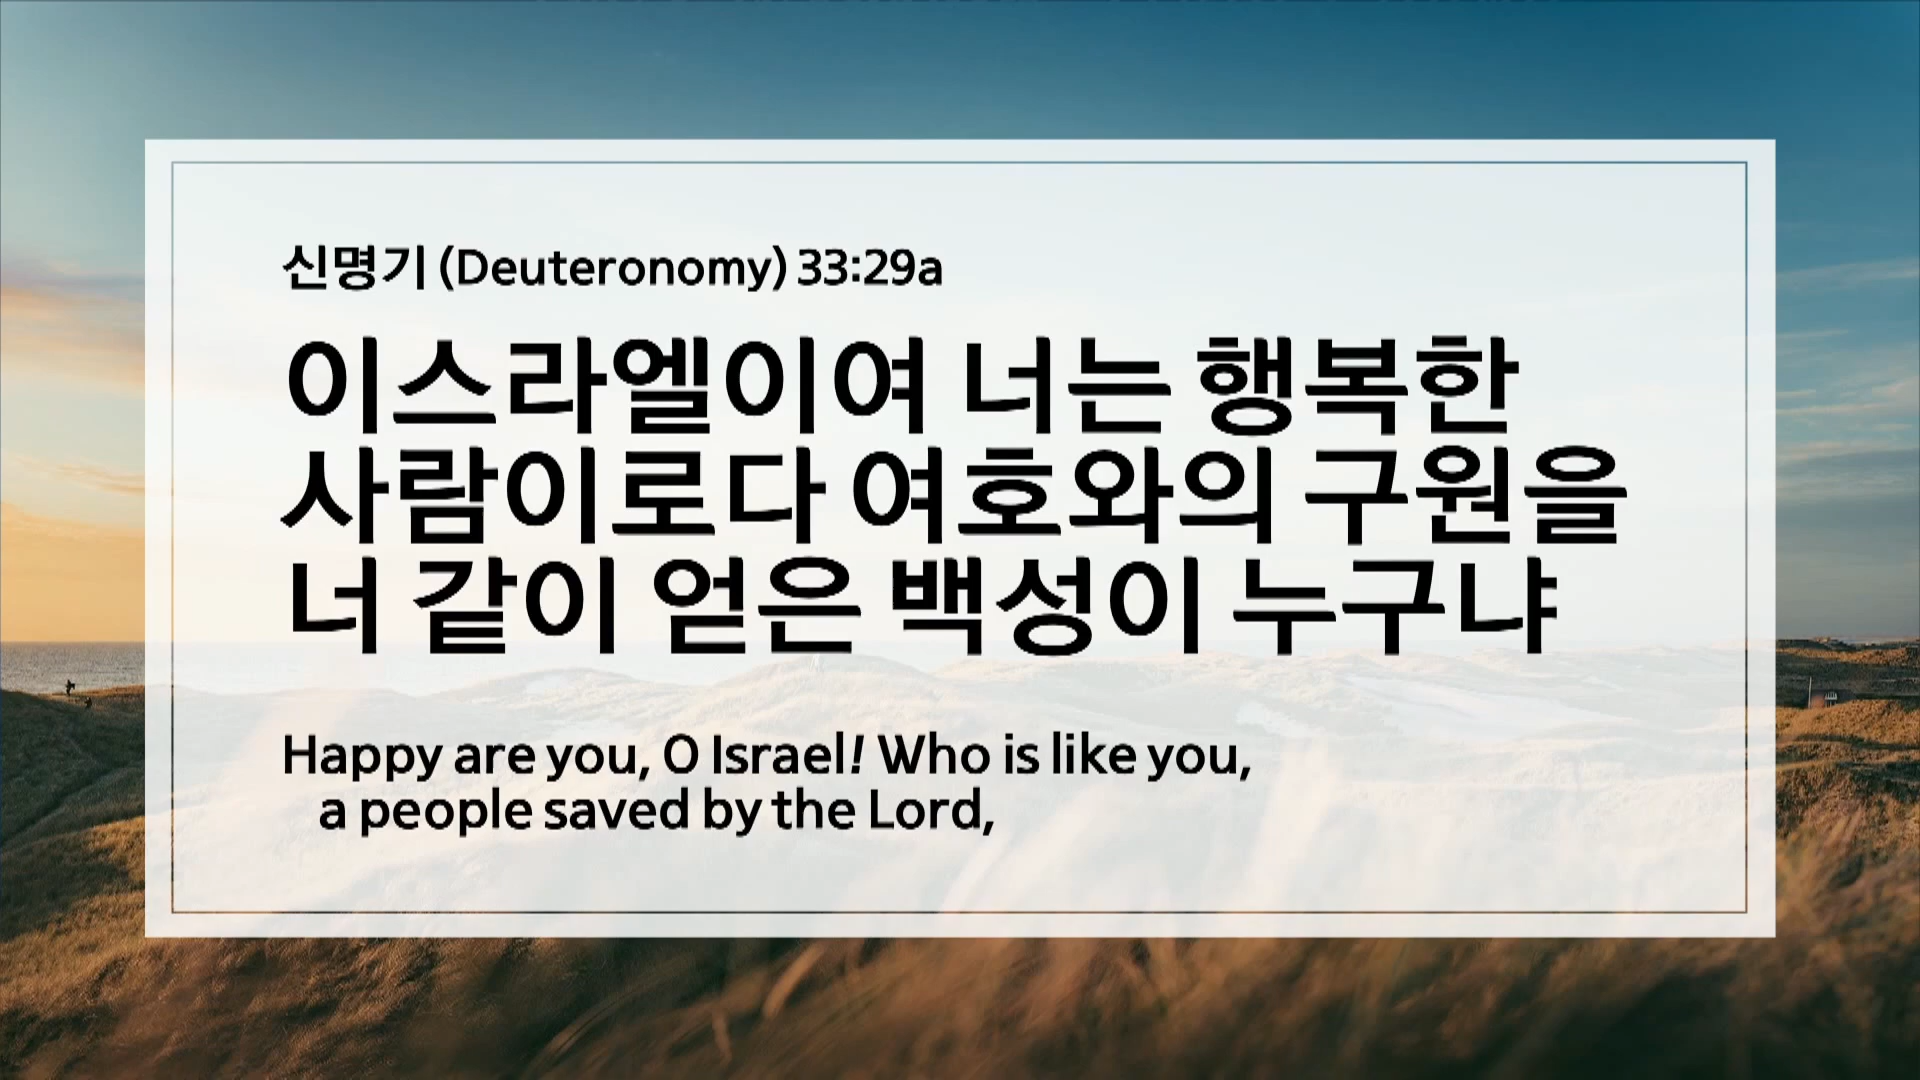 신명기 (Deuteronomy) 33:29a
이스라엘이여 너는 행복한
사람이로다 여호와의 구원을
너 같이 얻은 백성이 누구냐
Happy are you, O Israel! Who is like you,
a people saved by the Lord,